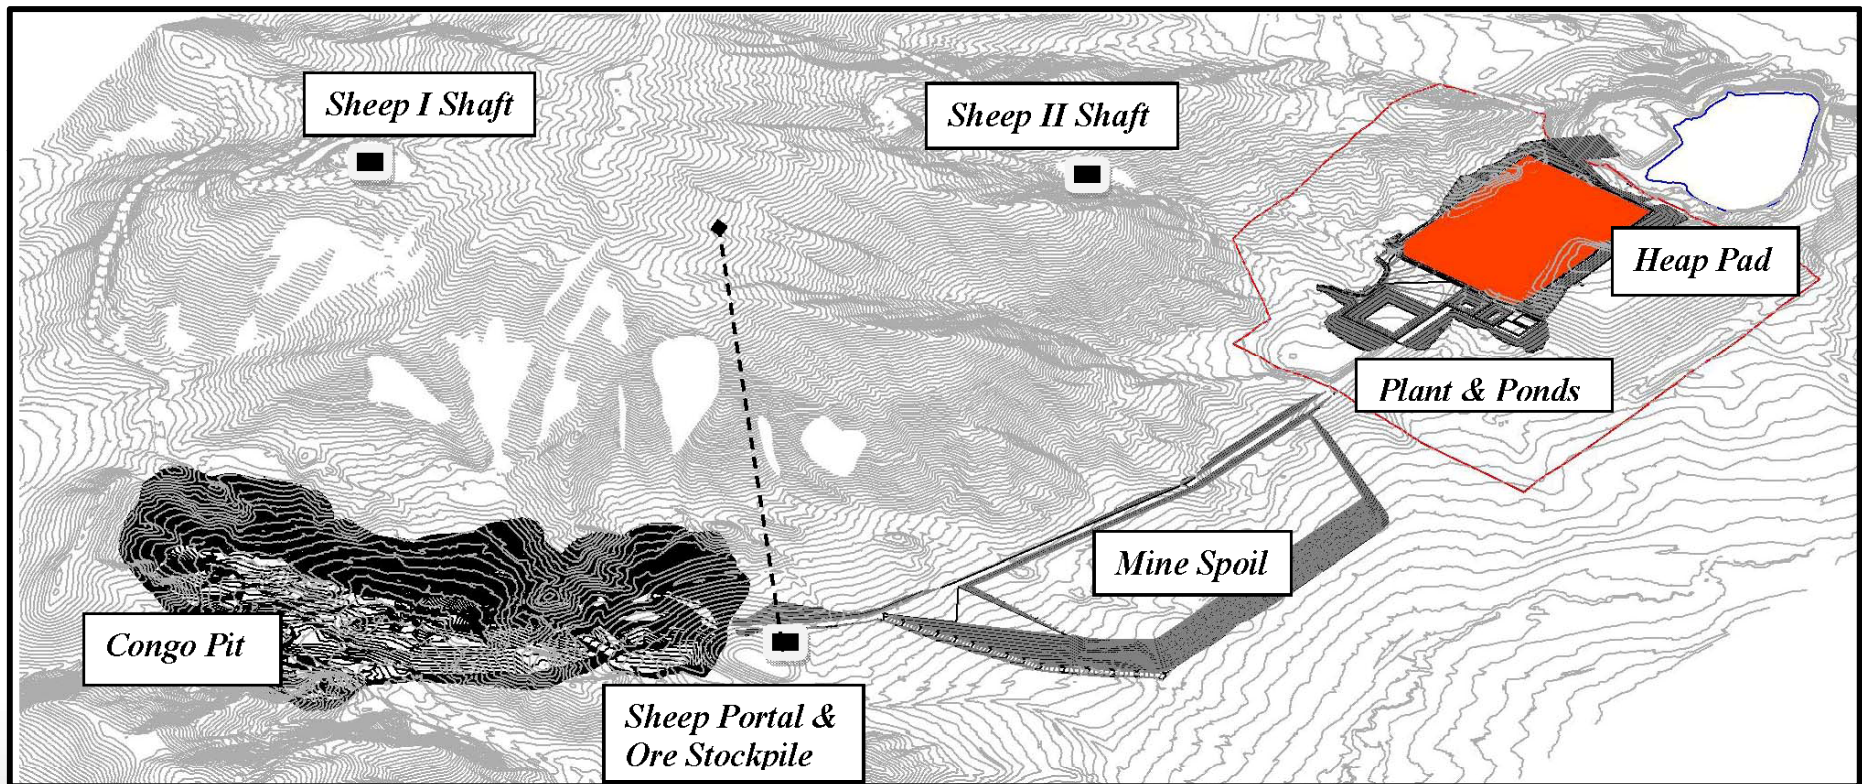 Sheep I Shaft
Sheep II Shaft
Heap Pad
Plant & Ponds
Mine Spoil
Congo Pit
Sheep Portal &
Ore Stockpile